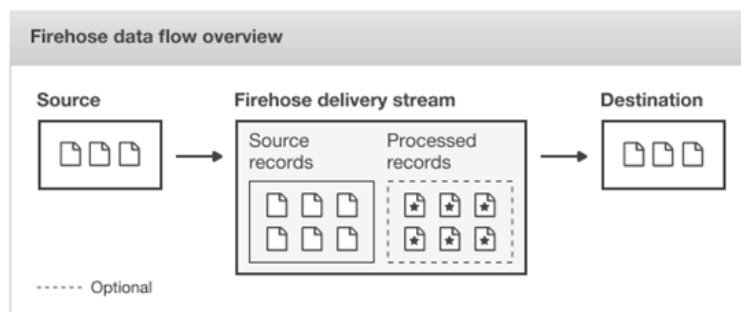 Firehose data flow overview
Source
Firehose delivery stream
Destination
Source
records
Processed
records
Optional